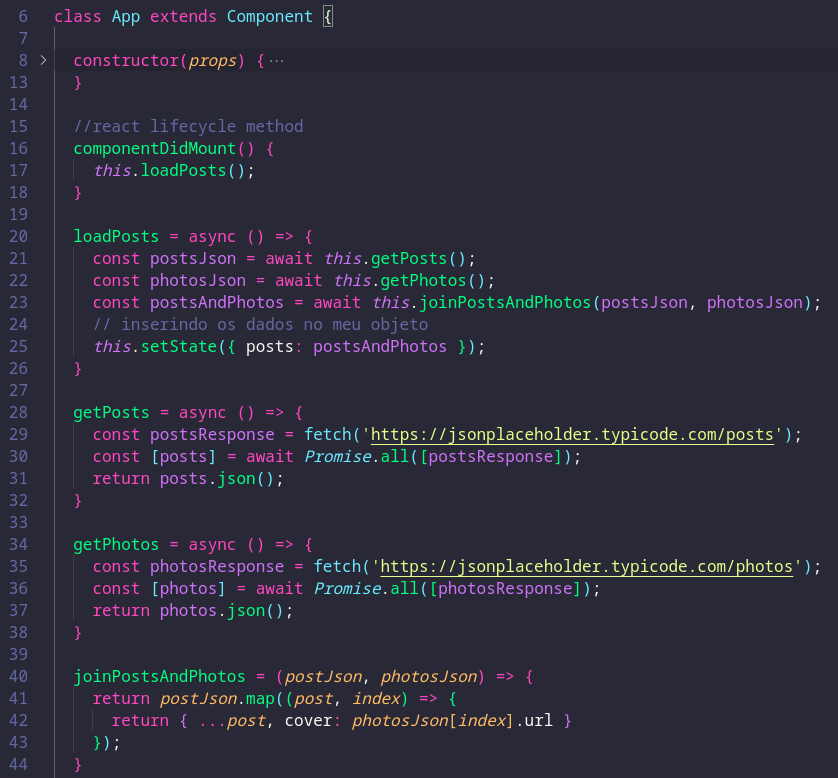 6 class App extends Component {
7
8 constructor(props) { ···
13 }
14
15 //react lifecycle method
16 componentDidMount() {
17 this.loadPosts();
18 }
19
20 loadPosts = async () => {
21 const postsJson = await this.getPosts();
22 const photosJson = await this.getPhotos();
23 const postsAndPhotos = await this.joinPostsAndPhotos(postsJson, photosJson);
24 // inserindo os dados no meu objeto
25 this.setState({ posts: postsAndPhotos });
26 }
27
28 getPosts = async () => {
29 const postsResponse = fetch('https://jsonplaceholder.typicode.com/posts');
30 const [posts] = await Promise.all([postsResponse]);
31 return posts.json();
32 }
33
34 getPhotos = async () => {
35 const photosResponse = fetch('https://jsonplaceholder.typicode.com/photos');
36 const [photos] = await Promise.all([photosResponse]);
37 return photos.json();
38 }
39
40 joinPostsAndPhotos = (postJson, photosJson) => {
41 return postJson.map((post, index) => {
42 return { ...post, cover: photosJson[index].url }
43 });
44 }